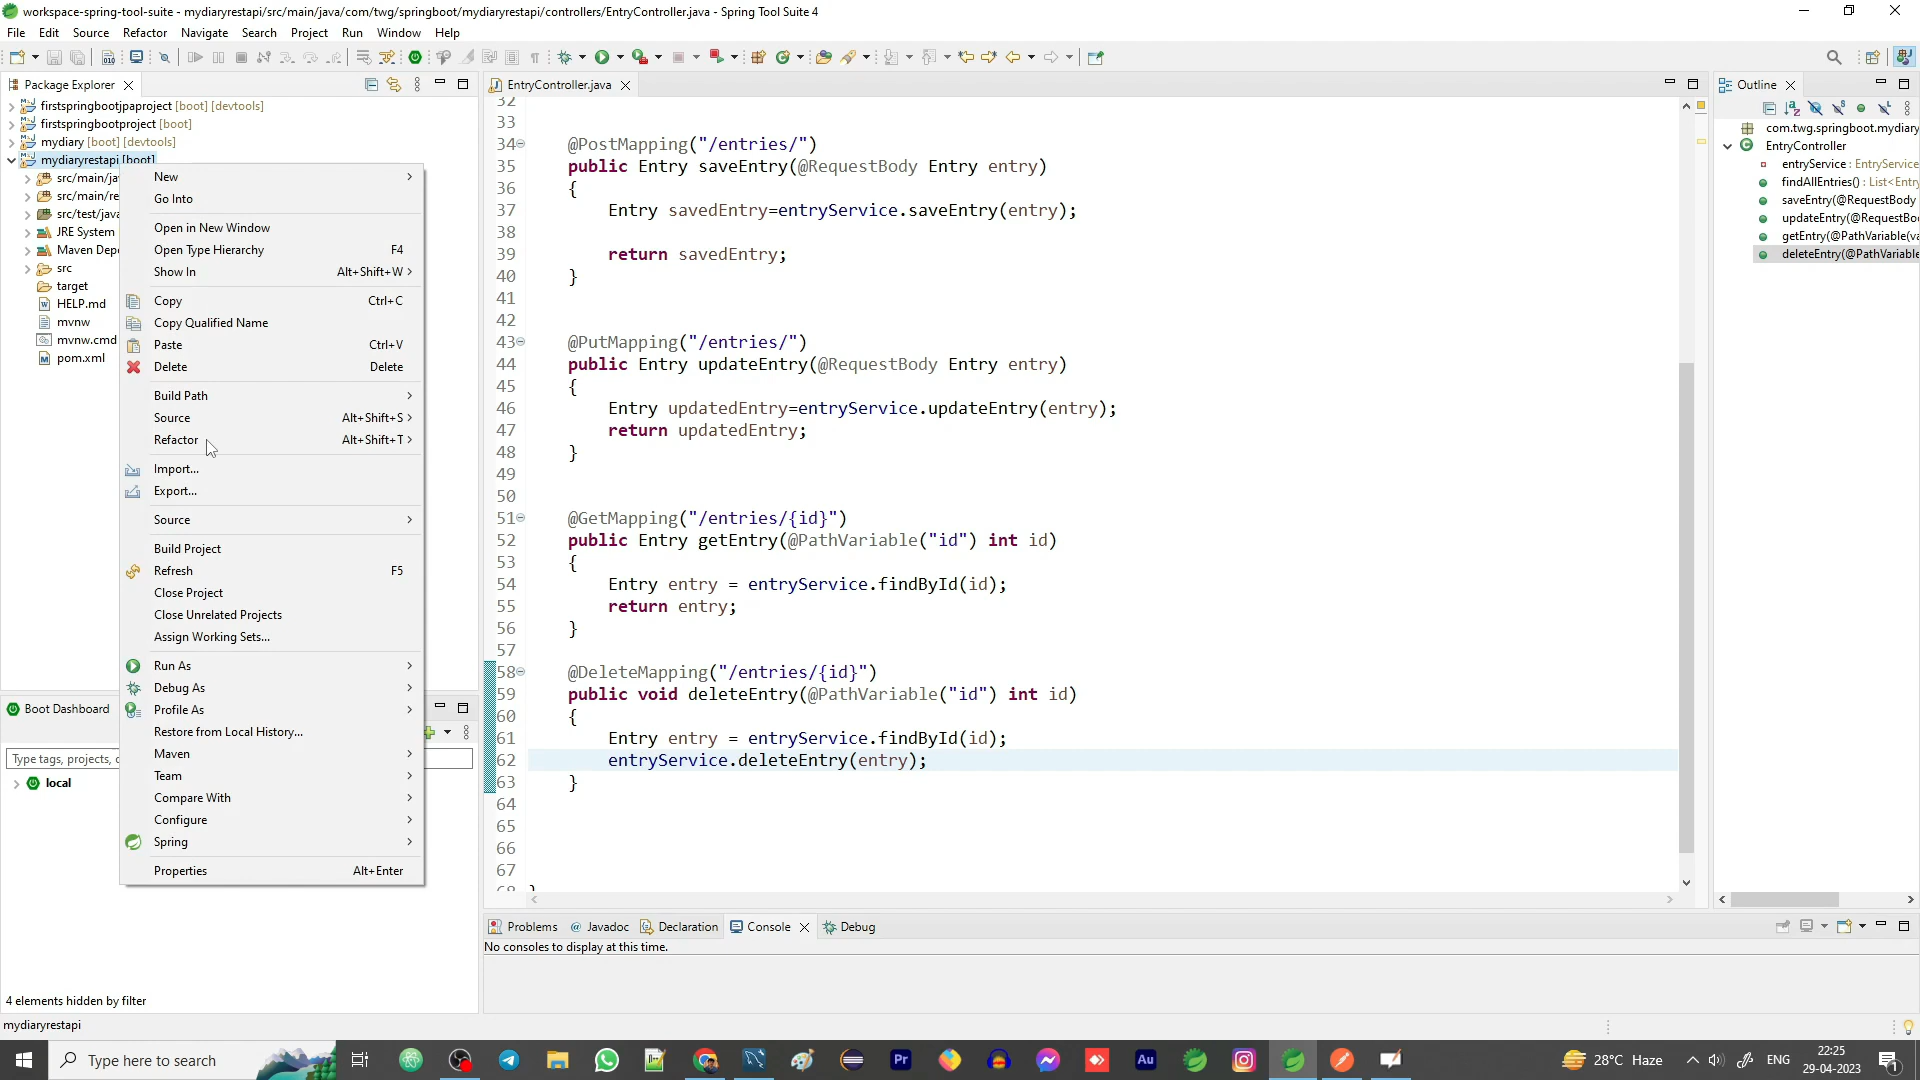 workspace-spring-tool-suite - mydiaryrestapi/src/main/java/com/twg/springboot/mydiaryrestapi/controllers/EntryController.java - Spring Tool Suite 4
File Edit Source Refactor Navigate Search Project Run Window Help
Package Explorer
firstspringbootjpaproject [boot] [devtools]
firstspringbootproject [boot]
mydiary [boot] [devtools]
mydiaryrestapi [boot]
src/main/ja
src/main/re
src/test/java
JRE System
Maven Dep
src
target
HELP.md
mvnw
mvnw.cmd
pom.xml
New
Go Into
Open in New Window
Open Type Hierarchy F4
Show In Alt+Shift+W >
Copy Ctrl+C
Copy Qualified Name
Paste Ctrl+V
Delete Delete
Build Path
Source Alt+Shift+S >
Refactor Alt+Shift+T >
Import...
Export...
Source
Build Project
Refresh F5
Close Project
Close Unrelated Projects
Assign Working Sets...
Run As
Debug As
Profile As
Restore from Local History...
Maven
Team
Compare With
Configure
Spring
Properties Alt+Enter
Boot Dashboard
Type tags, projects,
local
4 elements hidden by filter
mydiaryrestapi
EntryController.java
32
33
34 @PostMapping("/entries/")
35 public Entry saveEntry(@RequestBody Entry entry)
36 {
37 Entry savedEntry=entryService.saveEntry(entry);
38
39 return savedEntry;
40 }
41
42
43 @PutMapping("/entries/")
44 public Entry updateEntry(@RequestBody Entry entry)
45 {
46 Entry updatedEntry=entryService.updateEntry(entry);
47 return updatedEntry;
48 }
49
50
51 @GetMapping("/entries/{id}")
52 public Entry getEntry(@PathVariable("id") int id)
53 {
54 Entry entry = entryService.findById(id);
55 return entry;
56 }
57
58 @DeleteMapping("/entries/{id}")
59 public void deleteEntry(@PathVariable("id") int id)
60 {
61 Entry entry = entryService.findById(id);
62 entryService.deleteEntry(entry);
63 }
64
65
66
67
68 }
Outline
com.twg.springboot.mydiary
EntryController
entryService : EntryService
findAllEntries() : List<Entry
saveEntry(@RequestBody
updateEntry(@RequestBo
getEntry(@PathVariable(va
deleteEntry(@PathVariable
Problems @ Javadoc Declaration Console Debug
No consoles to display at this time.
Type here to search
Pr
Au
28°C Haze
ENG
22:25
29-04-2023
1